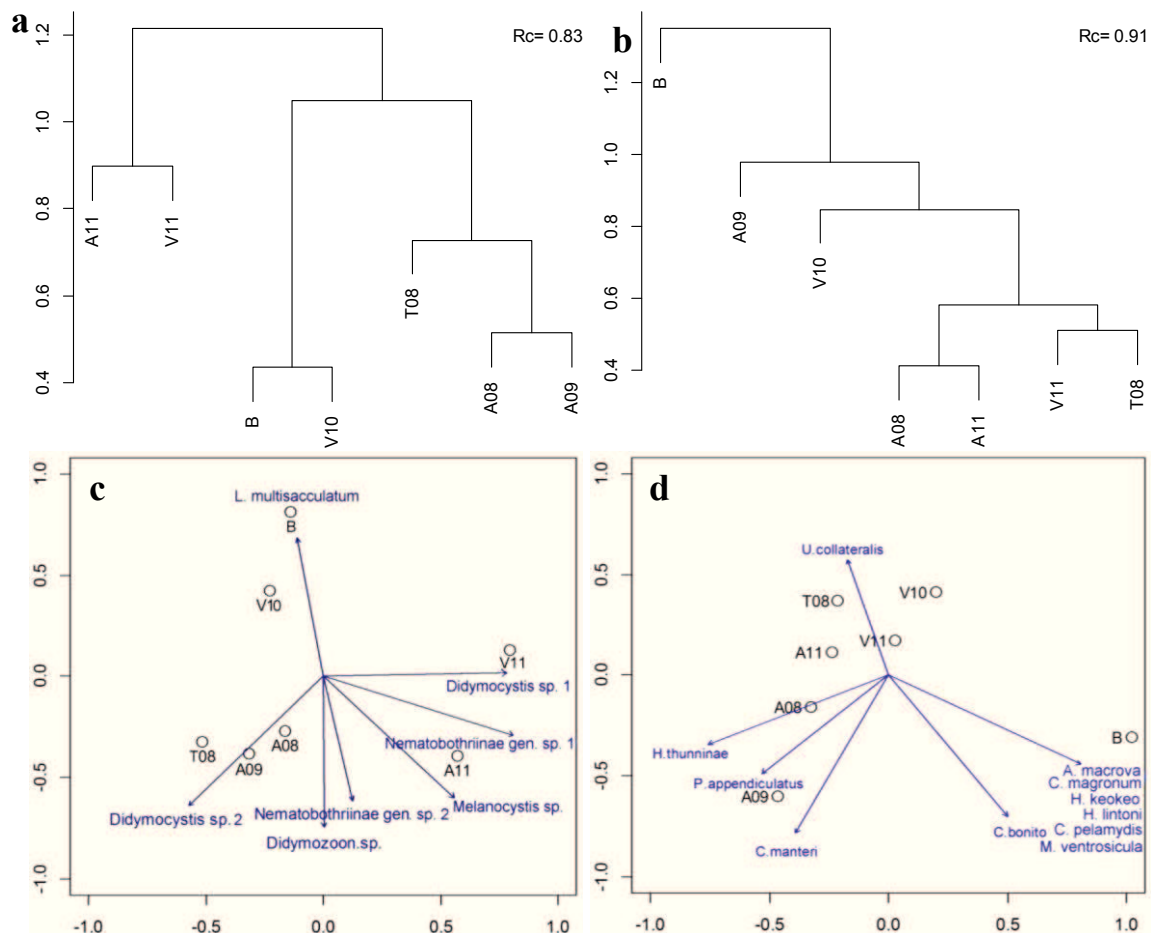 a
Rc= 0.83
1.2
1.0
0.8
0.6
0.4
A11
V11
B
V10
T08
A08
A09
b
Rc= 0.91
1.2
1.0
0.8
0.6
0.4
B
A09
V10
A08
A11
V11
T08
c
1.0
0.5
0.0
-0.5
-1.0
L. multisacculatum
B
V10
V11
Didymocystis sp. 1
Nematobothriinae gen. sp. 1
A11
T08
A09
A08
Melanocystis sp.
Nematobothriinae gen. sp. 2
Didymocystis sp. 2
Didymozoon.sp.
-1.0 -0.5 0.0 0.5 1.0
d
1.0
0.5
0.0
-0.5
-1.0
U.collateralis
T08
V10
V11
A11
A08
H.thunninae
P.appendiculatus
A09
C.manteri
B
A. macrova
C. magronum
H. keokeo
H. lintoni
C.bonito
C. pelamydis
M. ventrosicula
-1.0 -0.5 0.0 0.5 1.0